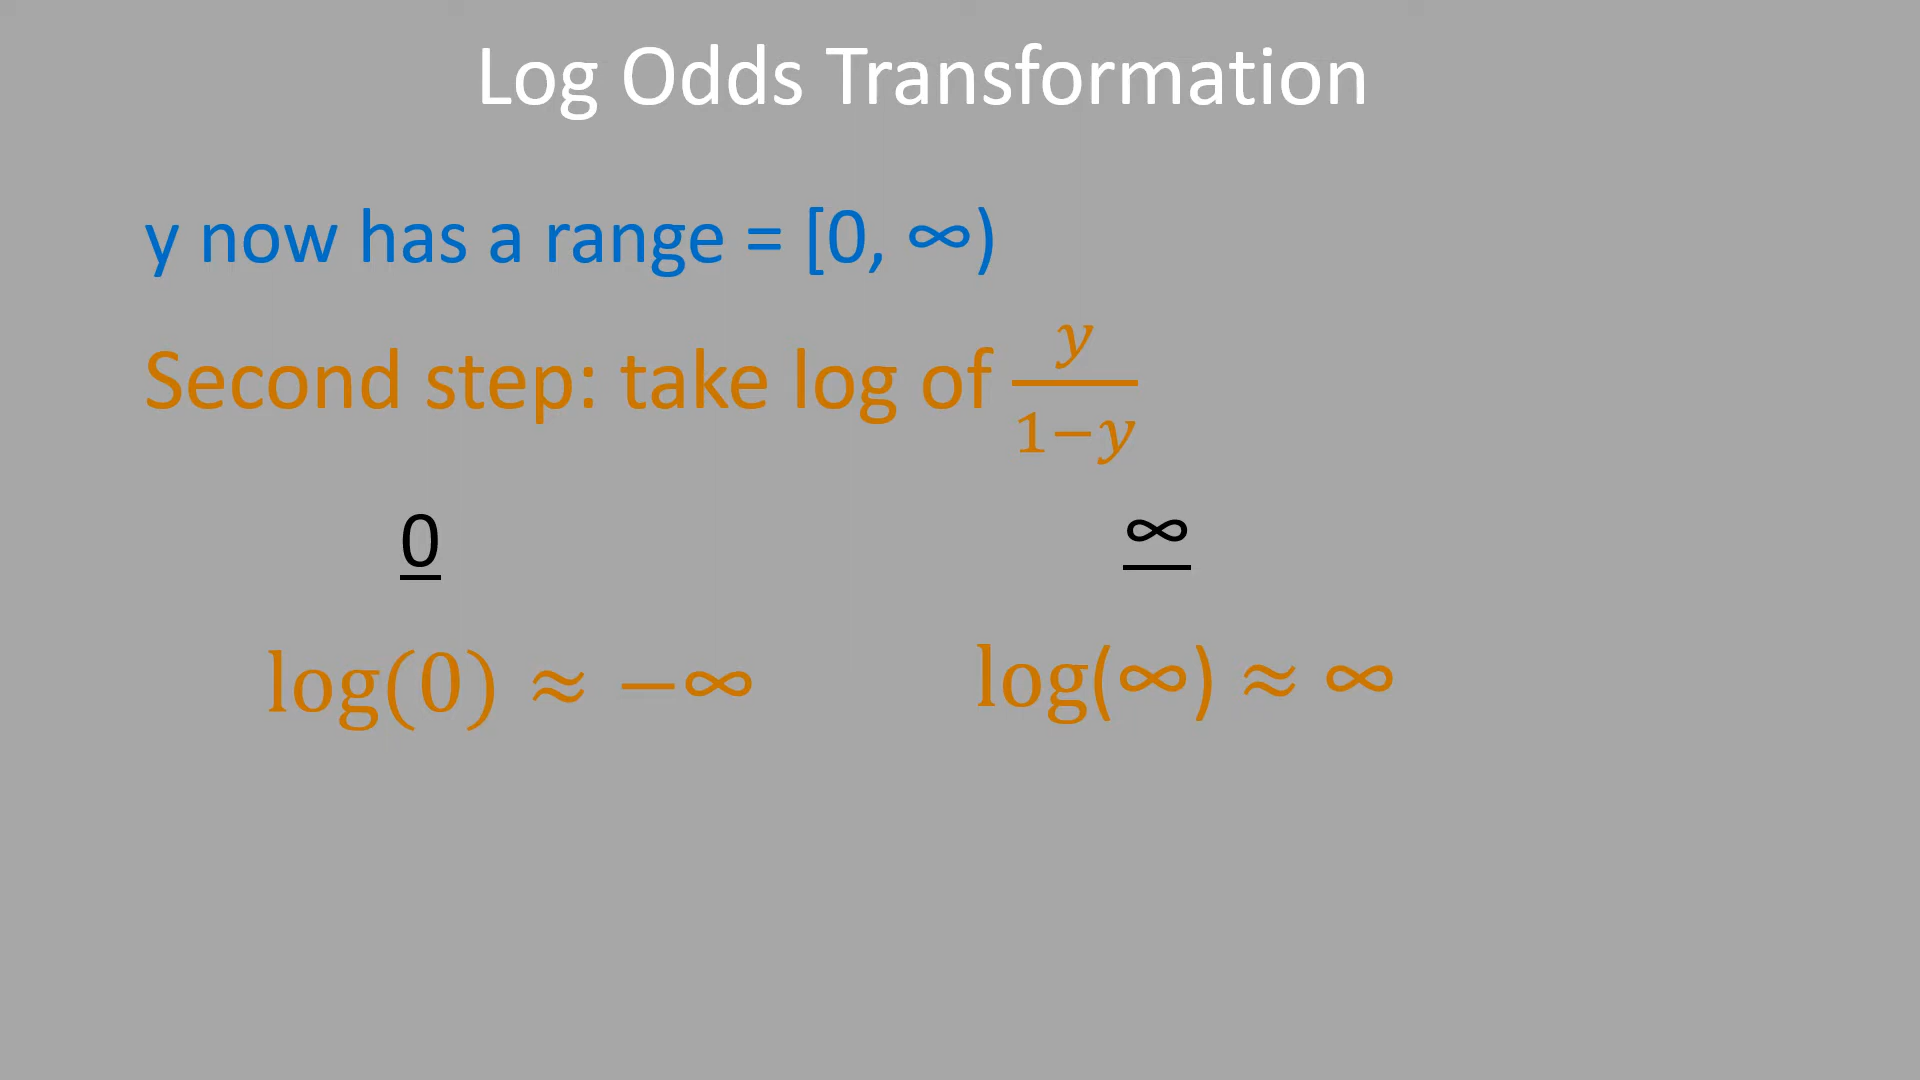 Log Odds Transformation
y now has a range = [0, ∞)
Second step: take log of y/(1−y)
0
∞
log(0) ≈ −∞
log(∞) ≈ ∞